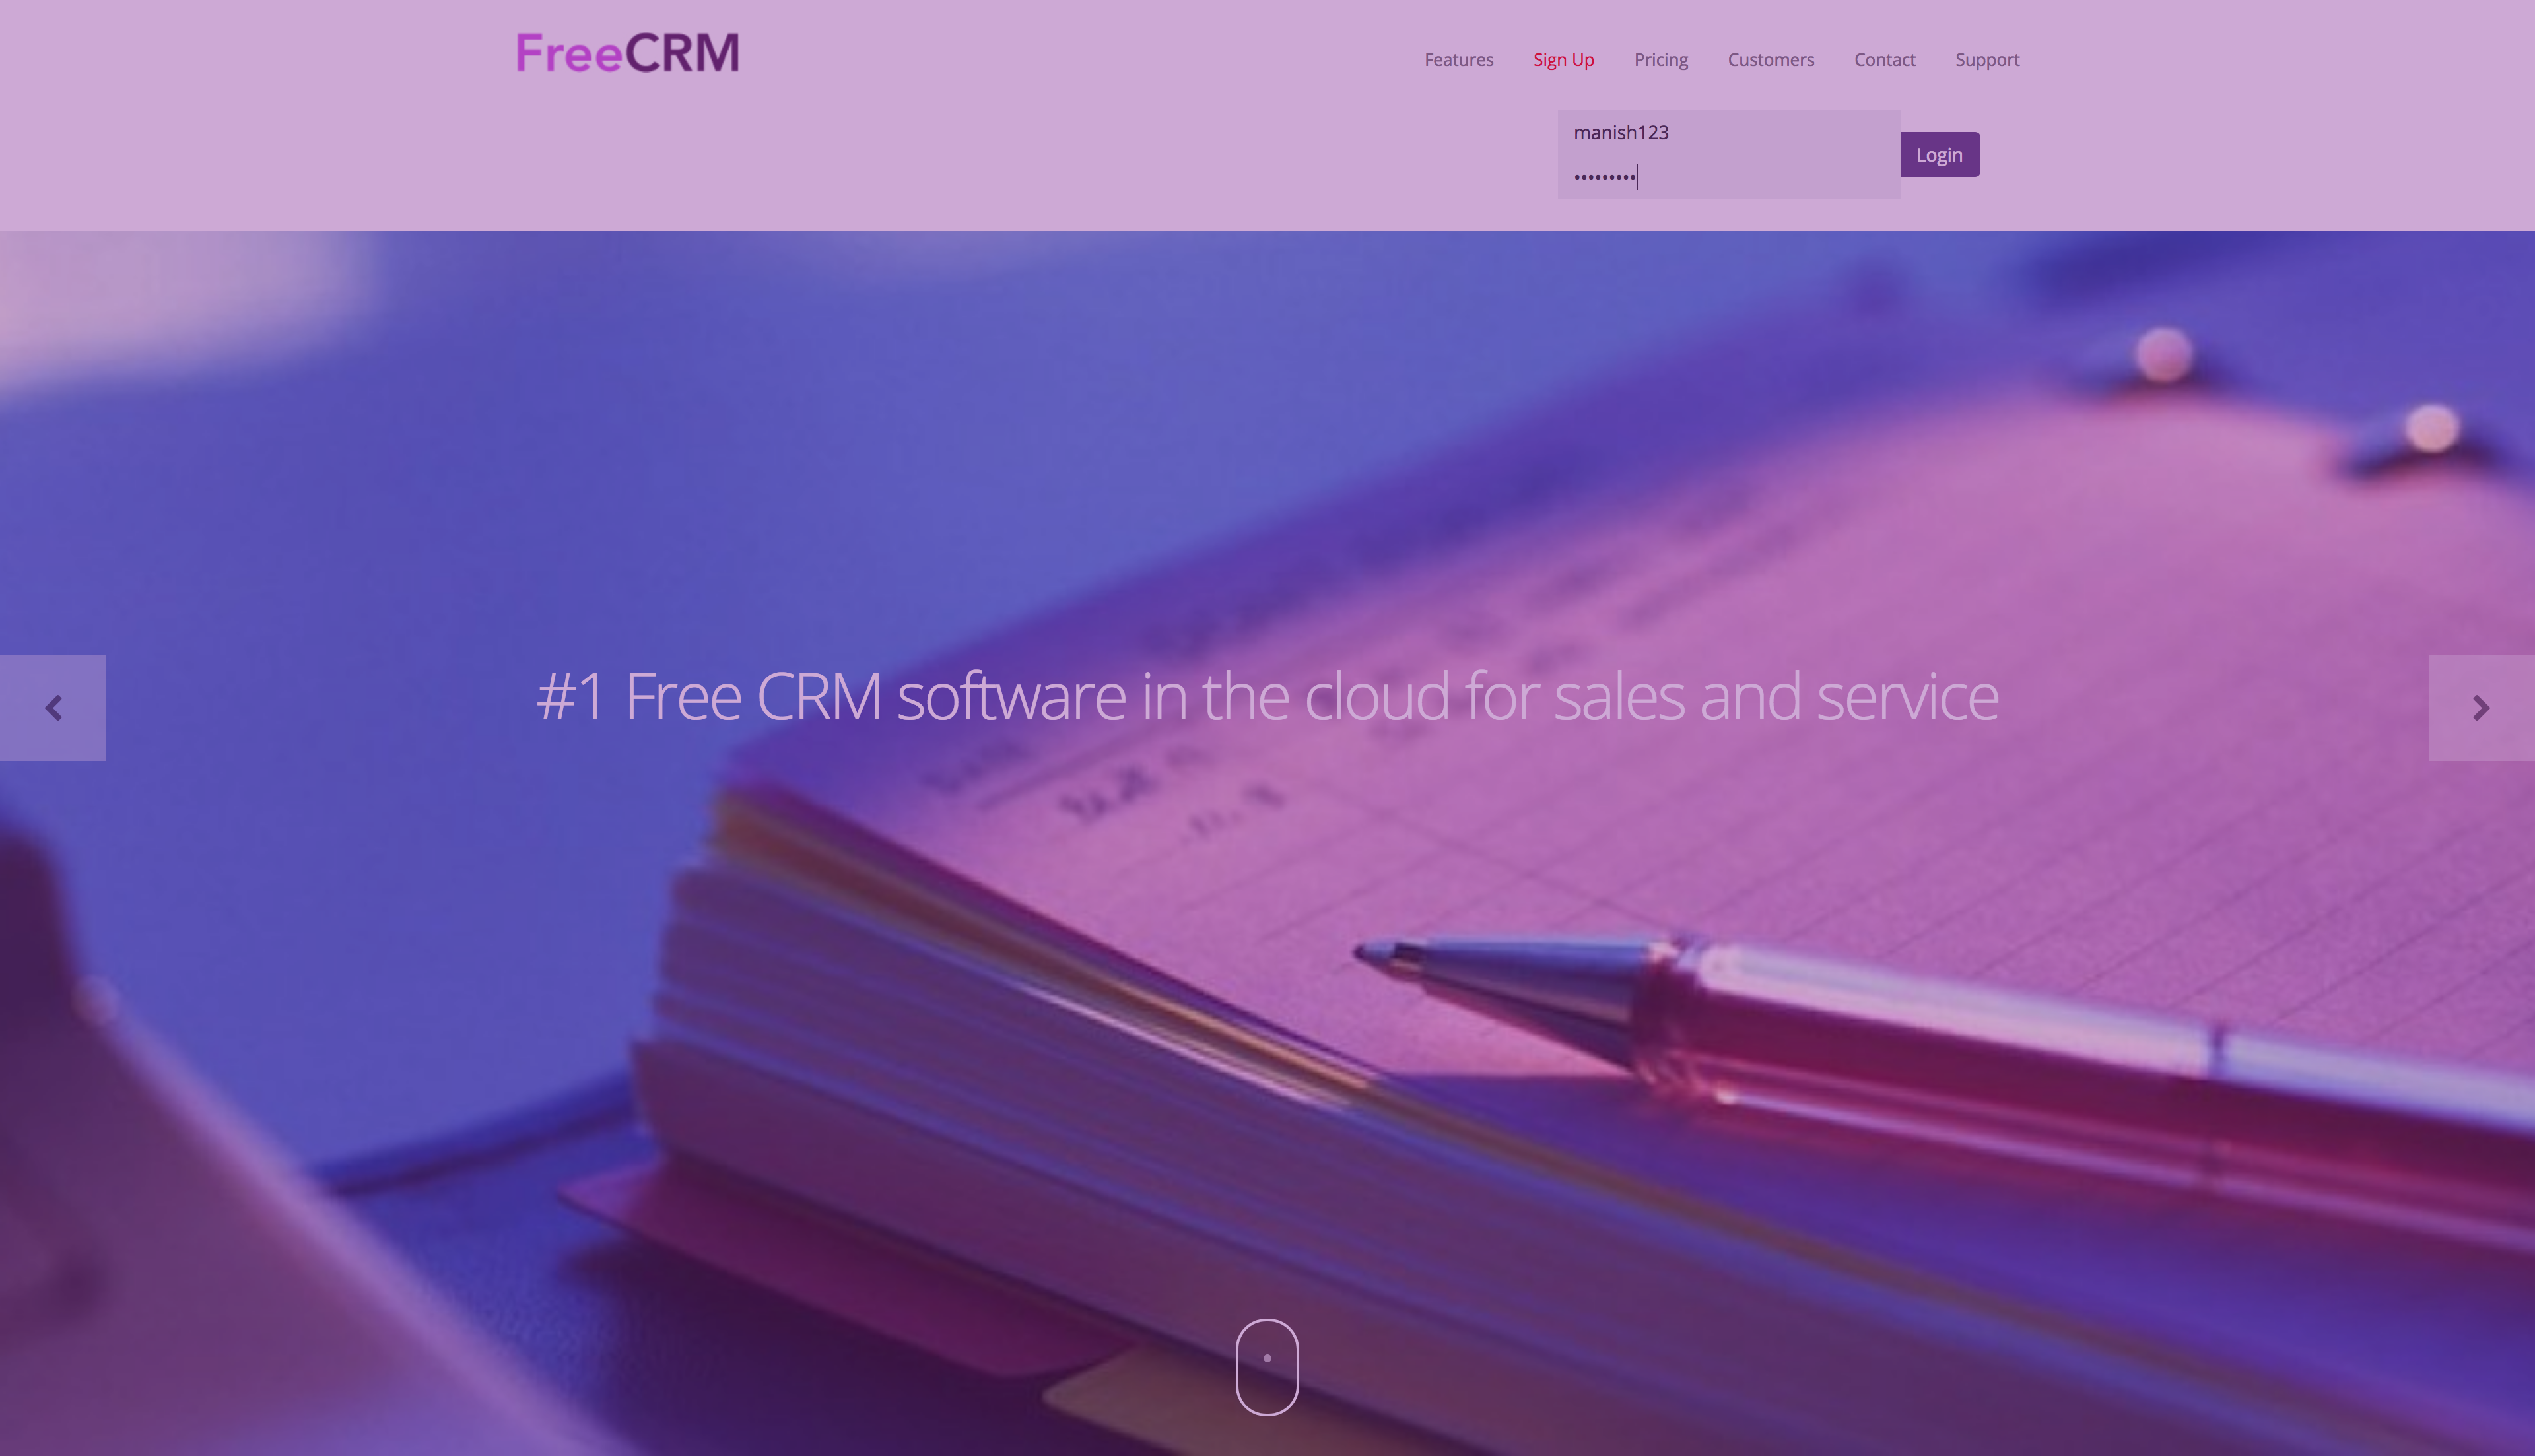 FreeCRM
Features Sign Up Pricing Customers Contact Support
manish123
•••••••••
Login
#1 Free CRM software in the cloud for sales and service